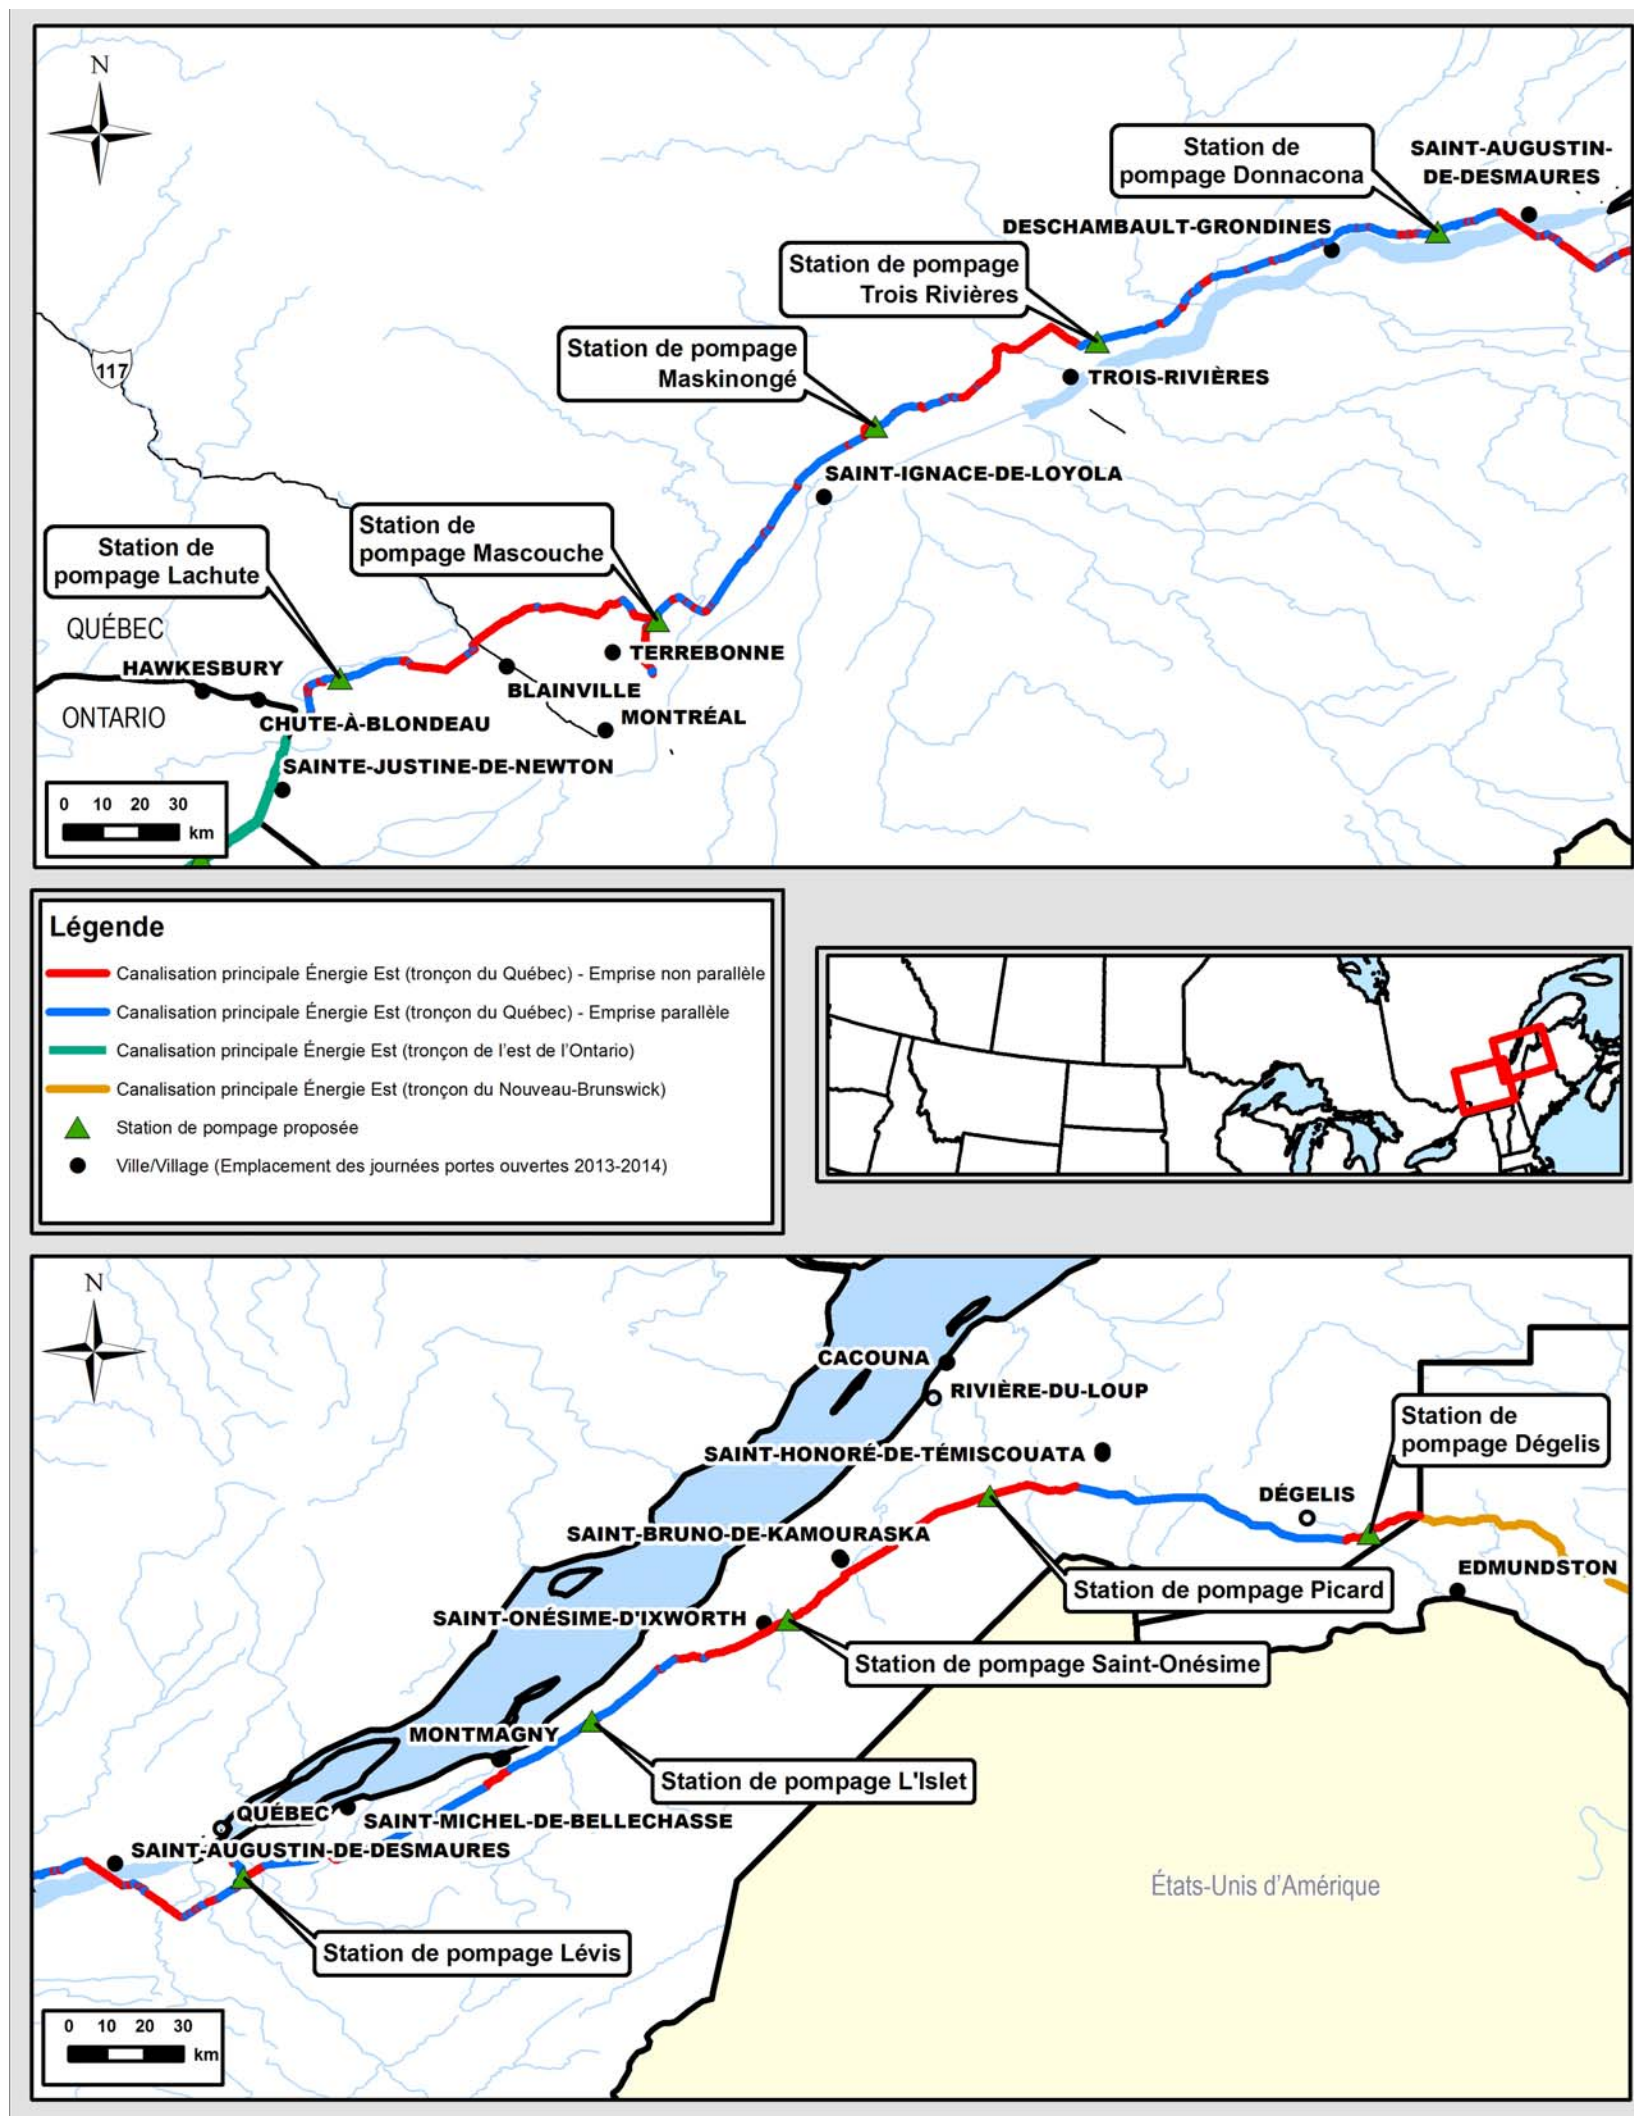 N
Station de
pompage Donnacona
SAINT-AUGUSTIN-
DE-DESMAURES
DESCHAMBAULT-GRONDINES
Station de pompage
Trois Rivières
Station de pompage
Maskinongé
117
TROIS-RIVIÈRES
SAINT-IGNACE-DE-LOYOLA
Station de
pompage Mascouche
Station de
pompage Lachute
QUÉBEC
HAWKESBURY
TERREBONNE
BLAINVILLE
ONTARIO
CHUTE-À-BLONDEAU
MONTRÉAL
SAINTE-JUSTINE-DE-NEWTON
0 10 20 30
km
Légende
Canalisation principale Énergie Est (tronçon du Québec) - Emprise non parallèle
Canalisation principale Énergie Est (tronçon du Québec) - Emprise parallèle
Canalisation principale Énergie Est (tronçon de l'est de l'Ontario)
Canalisation principale Énergie Est (tronçon du Nouveau-Brunswick)
Station de pompage proposée
Ville/Village (Emplacement des journées portes ouvertes 2013-2014)
N
CACOUNA
RIVIÈRE-DU-LOUP
Station de
pompage Dégelis
SAINT-HONORÉ-DE-TÉMISCOUATA
DÉGELIS
SAINT-BRUNO-DE-KAMOURASKA
EDMUNDSTON
Station de pompage Picard
SAINT-ONÉSIME-D'IXWORTH
Station de pompage Saint-Onésime
MONTMAGNY
Station de pompage L'Islet
QUÉBEC
SAINT-MICHEL-DE-BELLECHASSE
SAINT-AUGUSTIN-DE-DESMAURES
États-Unis d'Amérique
Station de pompage Lévis
0 10 20 30
km